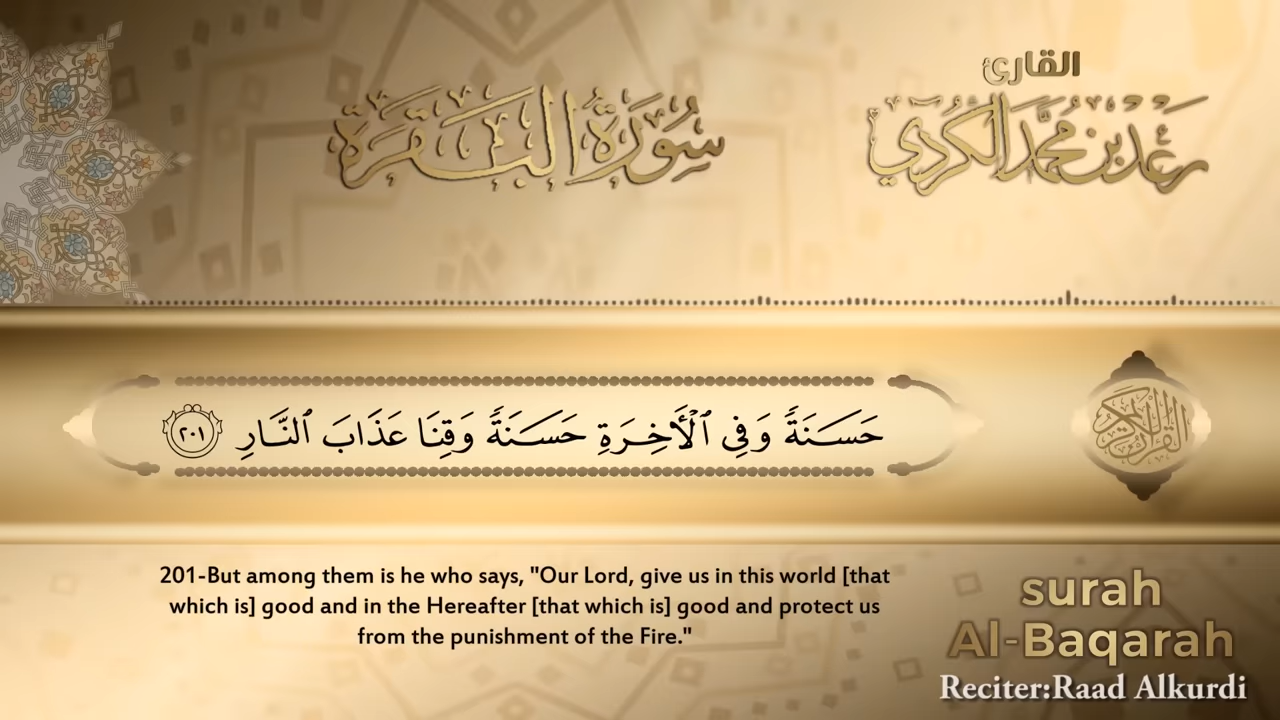 القارئ
سُورَةُ البَقَرَة
رعد بن محمد الكردي
حَسَنَةً وَفِى ٱلْأَخِرَةِ حَسَنَةً وَقِنَا عَذَابَ ٱلنَّارِ ٢٠١
القرآن الكريم
201-But among them is he who says, "Our Lord, give us in this world [that
which is] good and in the Hereafter [that which is] good and protect us
from the punishment of the Fire."
surah
Al-Baqarah
Reciter:Raad Alkurdi